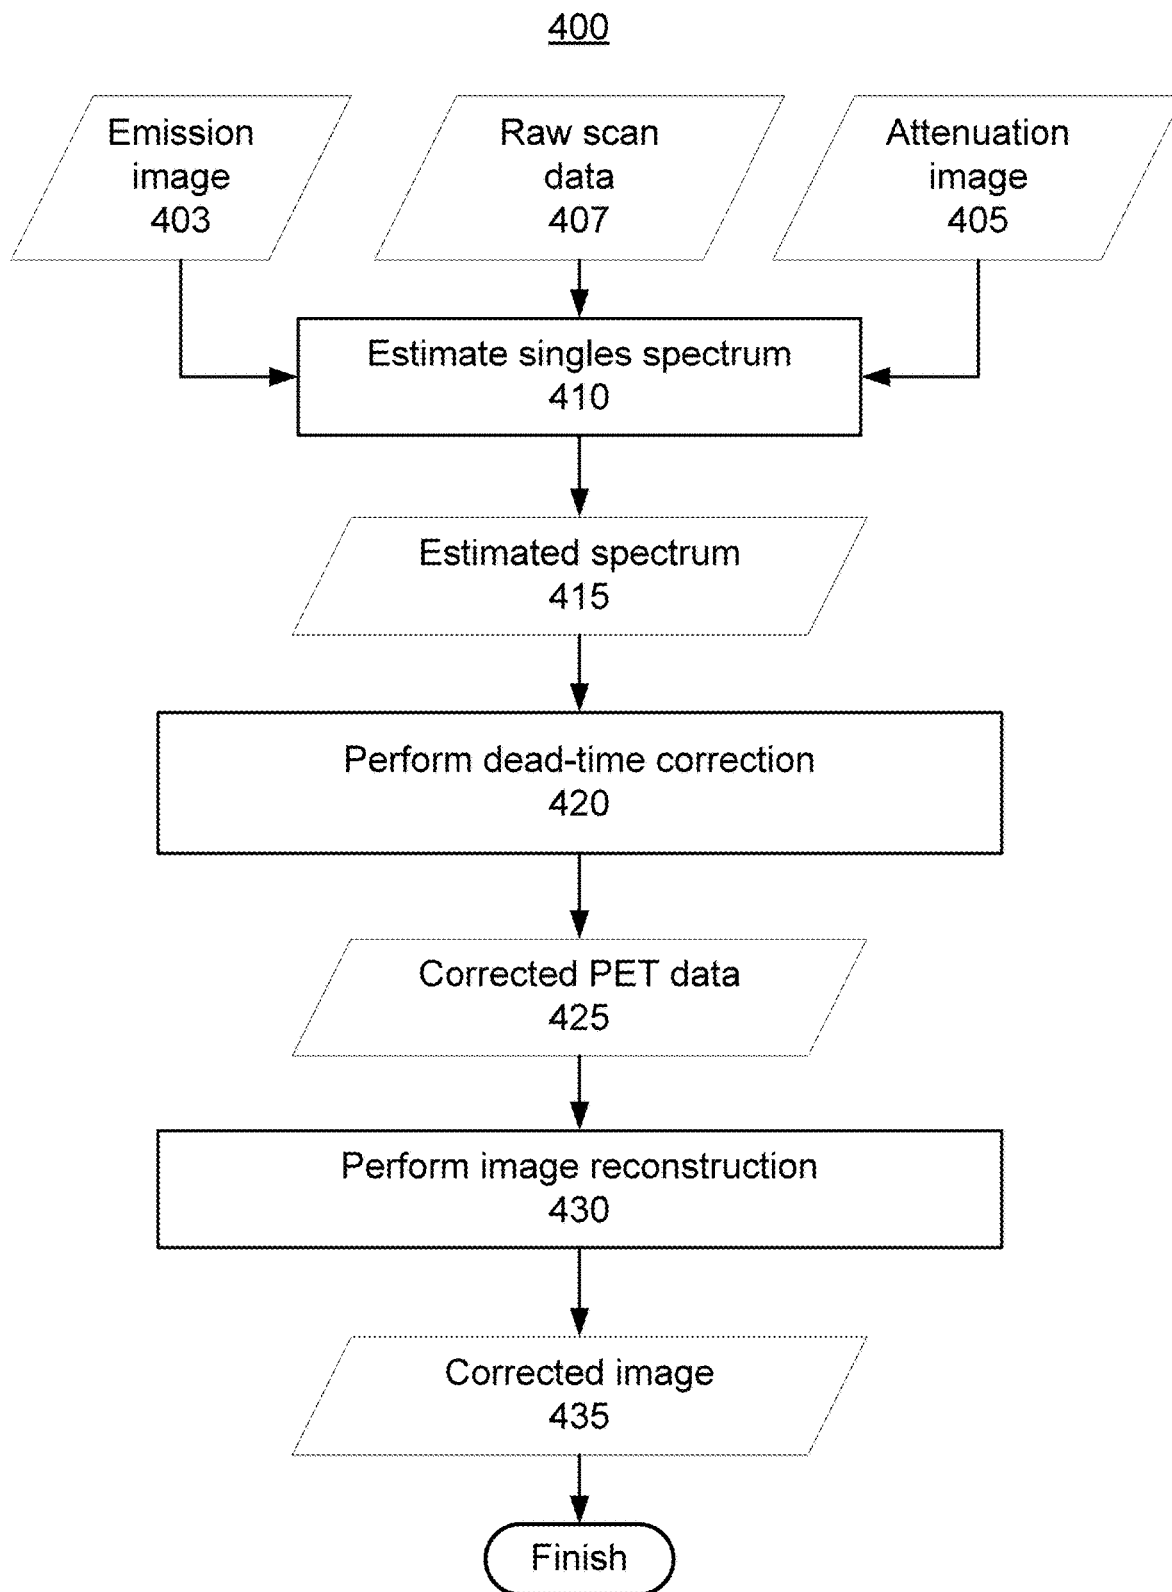 400
Emission
image
403
Raw scan
data
407
Attenuation
image
405
Estimate singles spectrum
410
Estimated spectrum
415
Perform dead-time correction
420
Corrected PET data
425
Perform image reconstruction
430
Corrected image
435
Finish